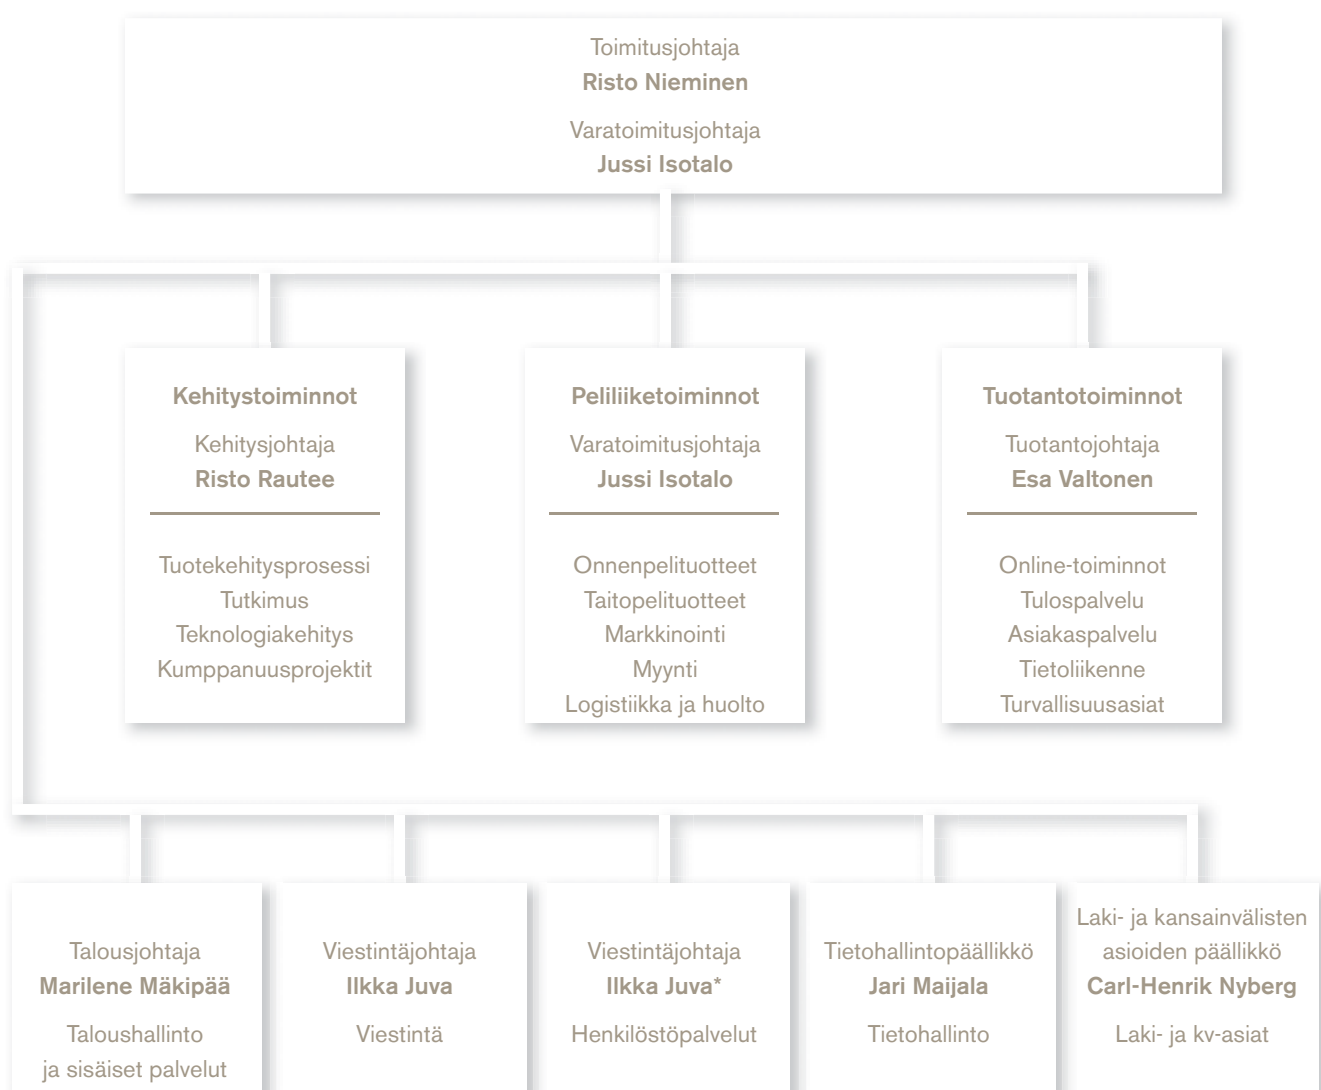 Toimitusjohtaja
Risto Nieminen
Varatoimitusjohtaja
Jussi Isotalo
Kehitystoiminnot
Kehitysjohtaja
Risto Rautee
Tuotekehitysprosessi
Tutkimus
Teknologiakehitys
Kumppanuusprojektit
Peliliiketoiminnot
Varatoimitusjohtaja
Jussi Isotalo
Onnenpelituotteet
Taitopelituotteet
Markkinointi
Myynti
Logistiikka ja huolto
Tuotantotoiminnot
Tuotantojohtaja
Esa Valtonen
Online-toiminnot
Tulospalvelu
Asiakaspalvelu
Tietoliikenne
Turvallisuusasiat
Talousjohtaja
Marilene Mäkipää
Taloushallinto
ja sisäiset palvelut
Viestintäjohtaja
Ilkka Juva
Viestintä
Viestintäjohtaja
Ilkka Juva*
Henkilöstöpalvelut
Tietohallintopäällikkö
Jari Maijala
Tietohallinto
Laki- ja kansainvälisten
asioiden päällikkö
Carl-Henrik Nyberg
Laki- ja kv-asiat